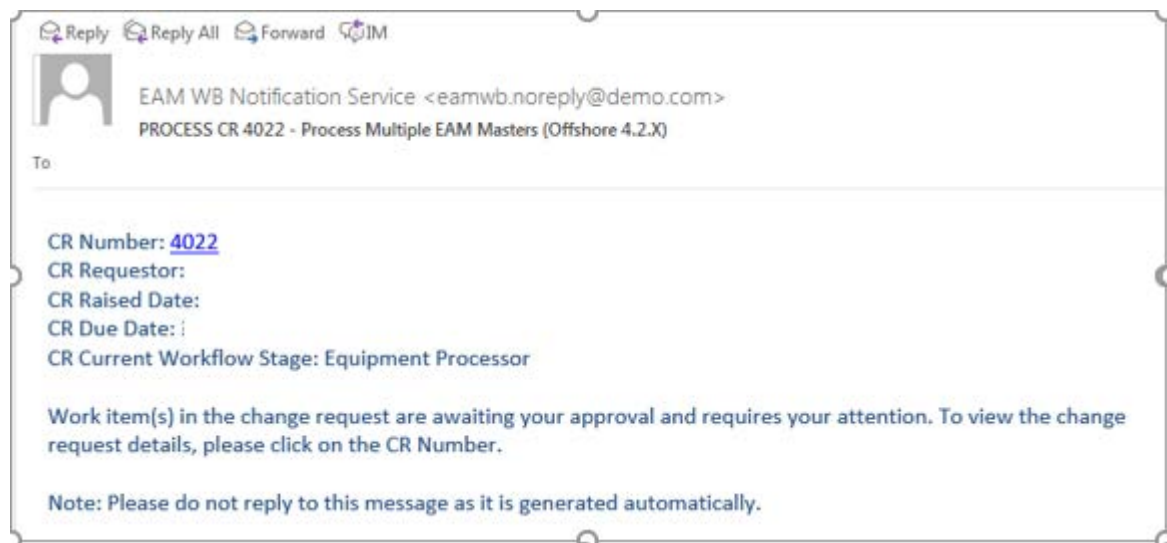 Reply Reply All Forward IM
EAM WB Notification Service <eamwb.noreply@demo.com>
PROCESS CR 4022 - Process Multiple EAM Masters (Offshore 4.2.X)
To
CR Number: 4022
CR Requestor:
CR Raised Date:
CR Due Date:
CR Current Workflow Stage: Equipment Processor
Work item(s) in the change request are awaiting your approval and requires your attention. To view the change
request details, please click on the CR Number.
Note: Please do not reply to this message as it is generated automatically.